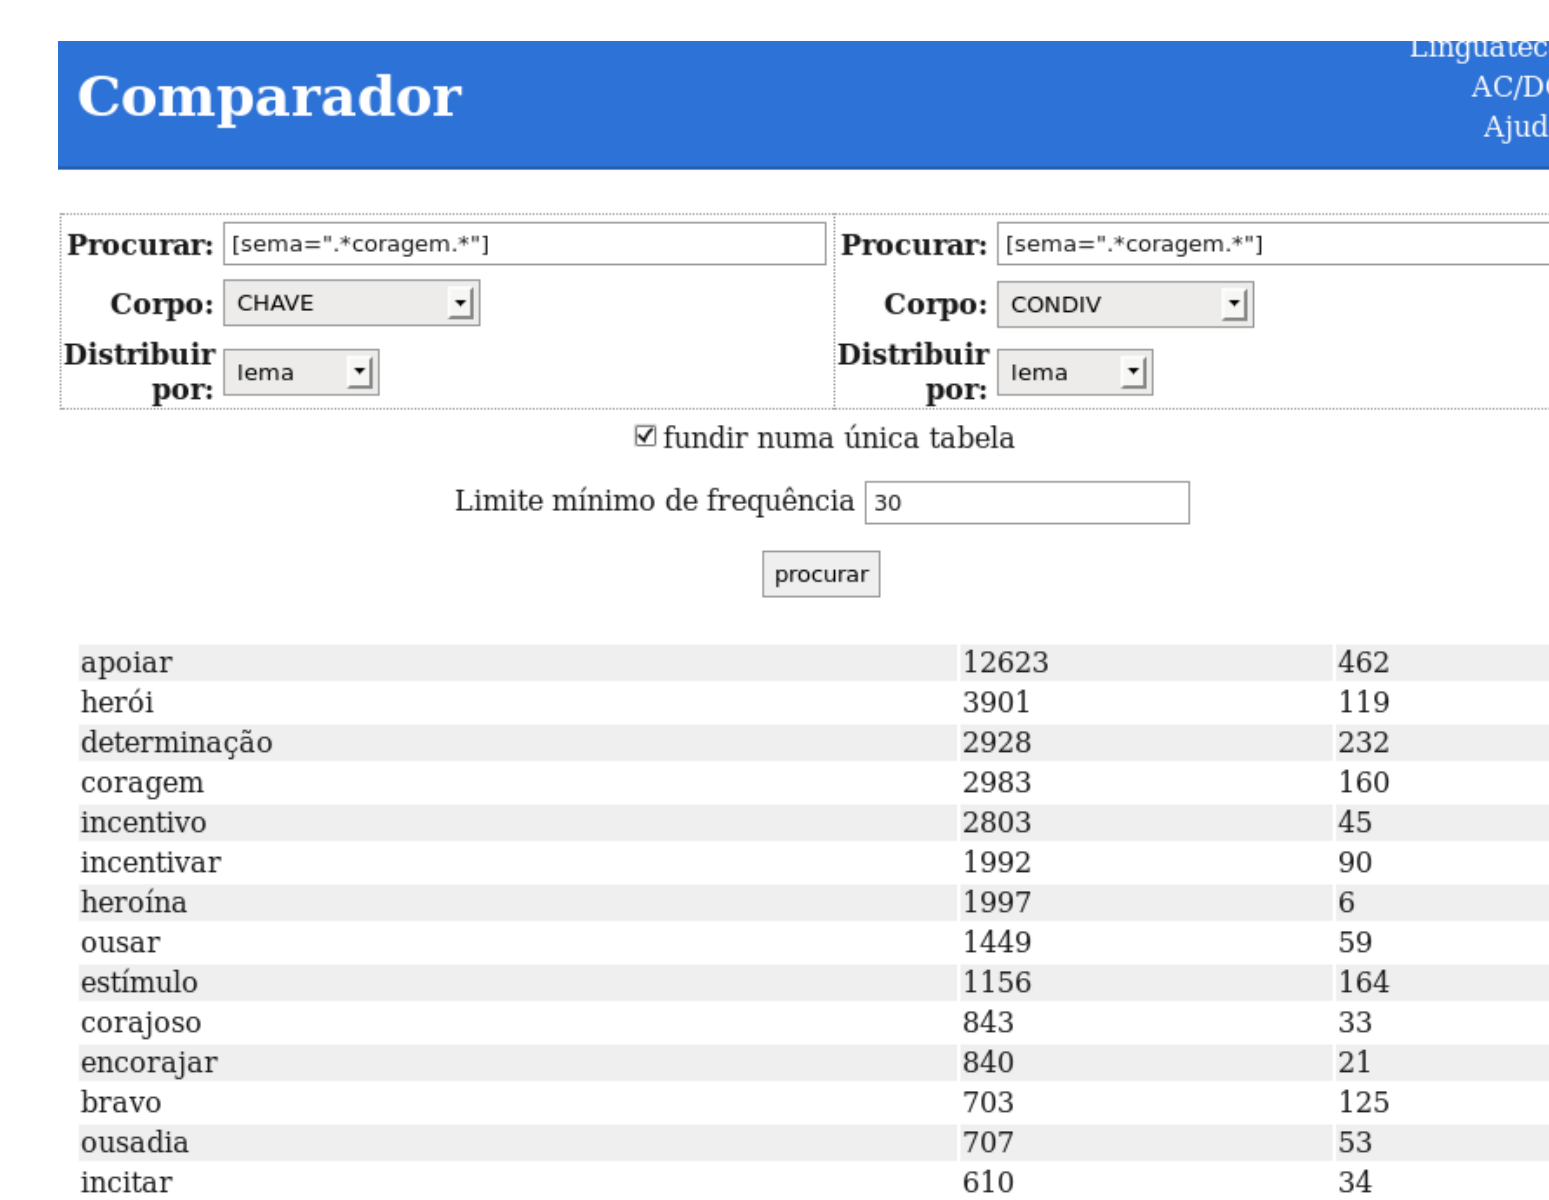 Comparador
Procurar: [sema=".*coragem.*"] Procurar: [sema=".*coragem.*"]
Corpo: CHAVE Corpo: CONDIV
Distribuir por: lema Distribuir por: lema
fundir numa única tabela
Limite mínimo de frequência 30
procurar
apoiar 12623 462
herói 3901 119
determinação 2928 232
coragem 2983 160
incentivo 2803 45
incentivar 1992 90
heroína 1997 6
ousar 1449 59
estímulo 1156 164
corajoso 843 33
encorajar 840 21
bravo 703 125
ousadia 707 53
incitar 610 34